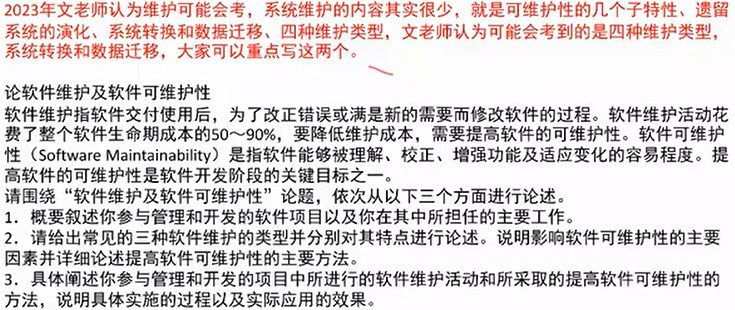 2023年文老师认为维护可能会考，系统维护的内容其实很少，就是可维护性的几个子特性、遗留
系统的演化、系统转换和数据迁移、四种维护类型，文老师认为可能会考到的是四种维护类型，
系统转换和数据迁移，大家可以重点写这两个。
论软件维护及软件可维护性
软件维护指软件交付使用后，为了改正错误或满是新的需要而修改软件的过程。软件维护活动花
费了整个软件生命期成本的50～90%，要降低维护成本，需要提高软件的可维护性。软件可维护
性（Software Maintainability）是指软件能够被理解、校正、增强功能及适应变化的容易程度。提
高软件的可维护性是软件开发阶段的关键目标之一。
请围绕“软件维护及软件可维护性”论题，依次从以下三个方面进行论述。
1．概要叙述你参与管理和开发的软件项目以及你在其中所担任的主要工作。
2．请给出常见的三种软件维护的类型并分别对其特点进行论述。说明影响软件可维护性的主要
因素并详细论述提高软件可维护性的主要方法。
3．具体阐述你参与管理和开发的项目中所进行的软件维护活动和所采取的提高软件可维护性的
方法，说明具体实施的过程以及实际应用的效果。